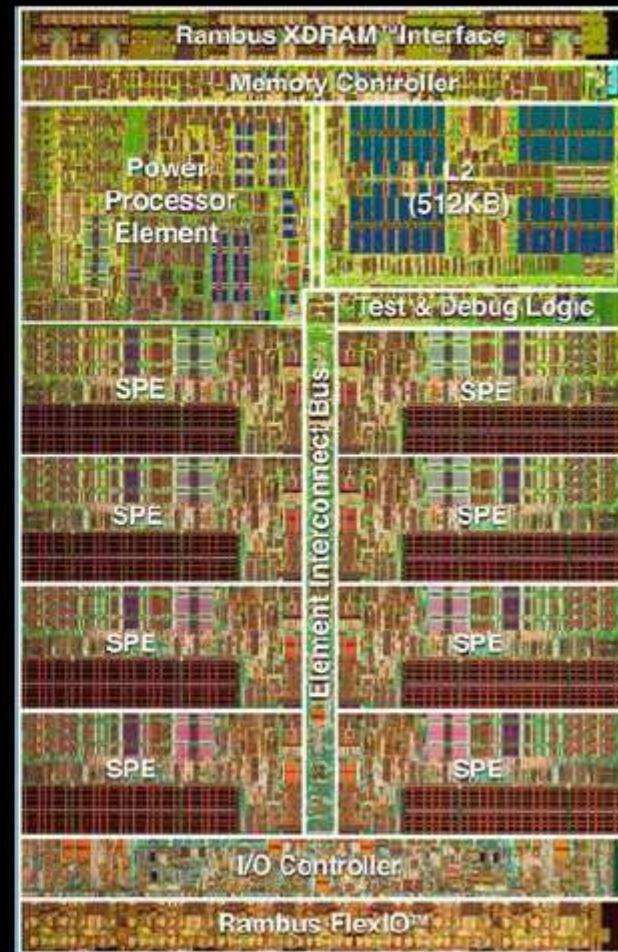 Rambus XDRAM™ Interface
Memory Controller
Power
Processor
Element
L2
(512KB)
Test & Debug Logic
SPE
SPE
SPE
SPE
Element Interconnect Bus
SPE
SPE
SPE
SPE
I/O Controller
Rambus FlexIO™